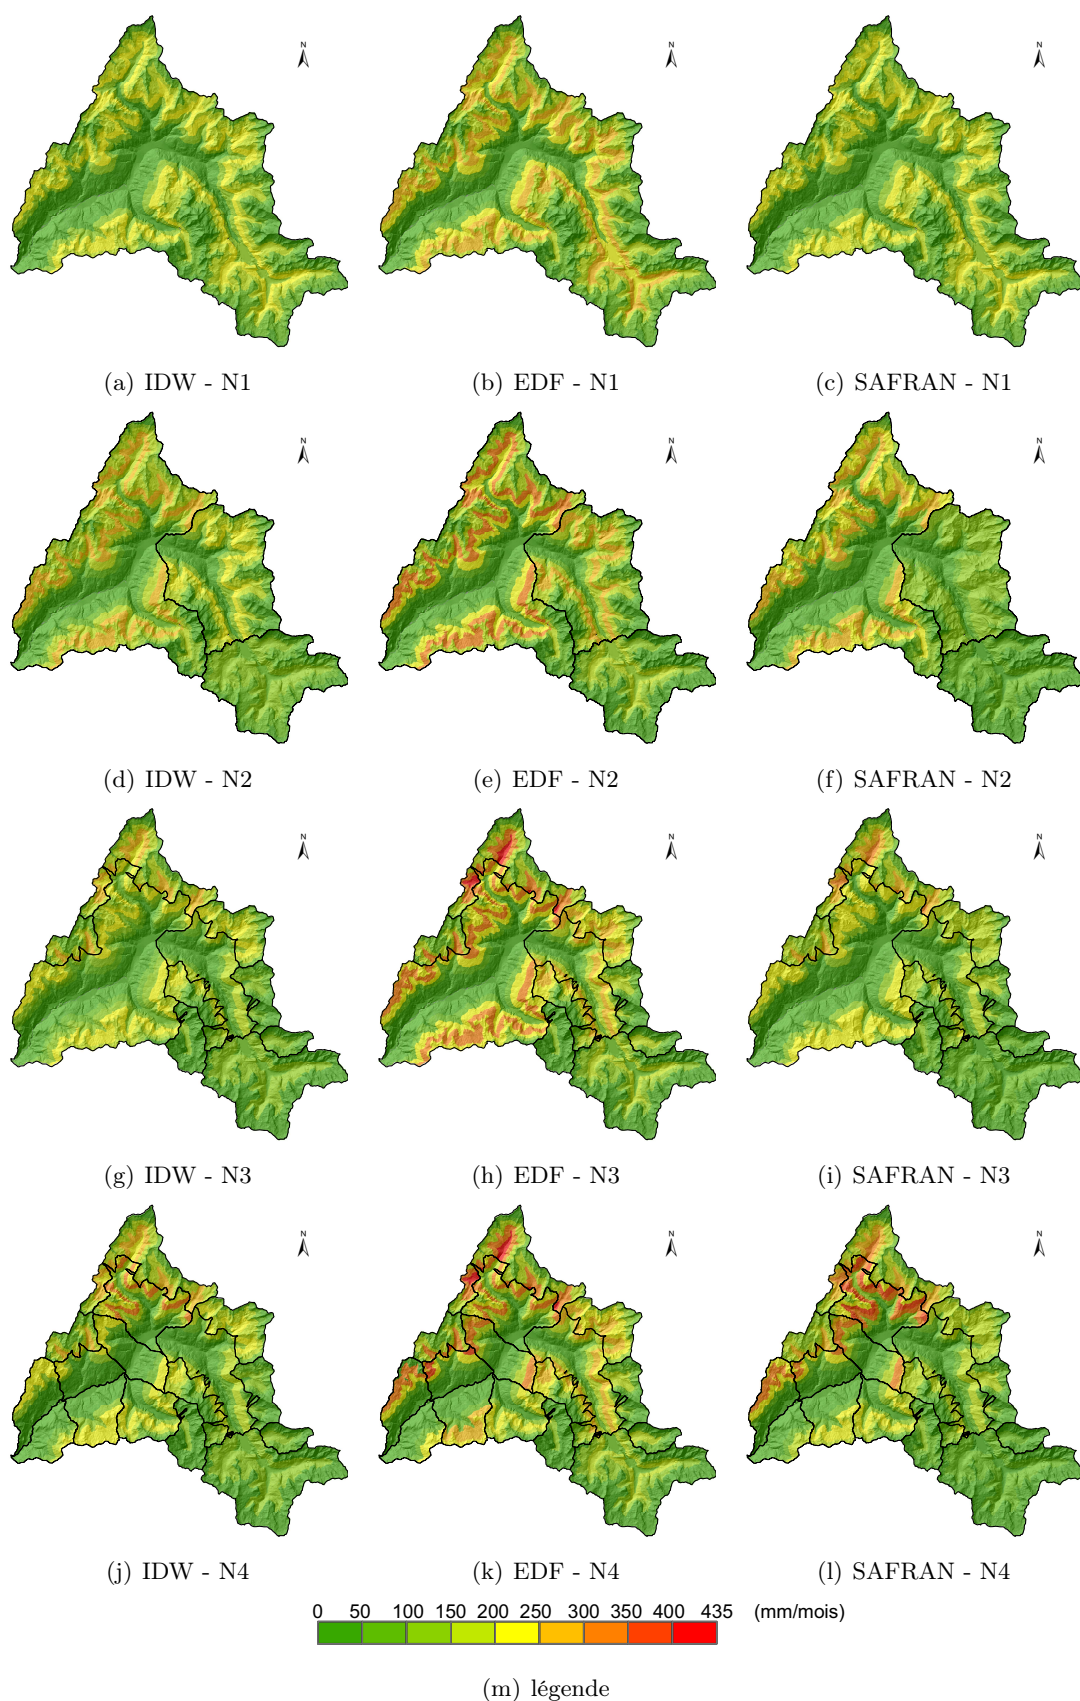 N N N
(a) IDW - N1 (b) EDF - N1 (c) SAFRAN - N1
N N N
(d) IDW - N2 (e) EDF - N2 (f) SAFRAN - N2
N N N
(g) IDW - N3 (h) EDF - N3 (i) SAFRAN - N3
N N N
(j) IDW - N4 (k) EDF - N4 (l) SAFRAN - N4
0 50 100 150 200 250 300 350 400 435 (mm/mois)
(m) légende